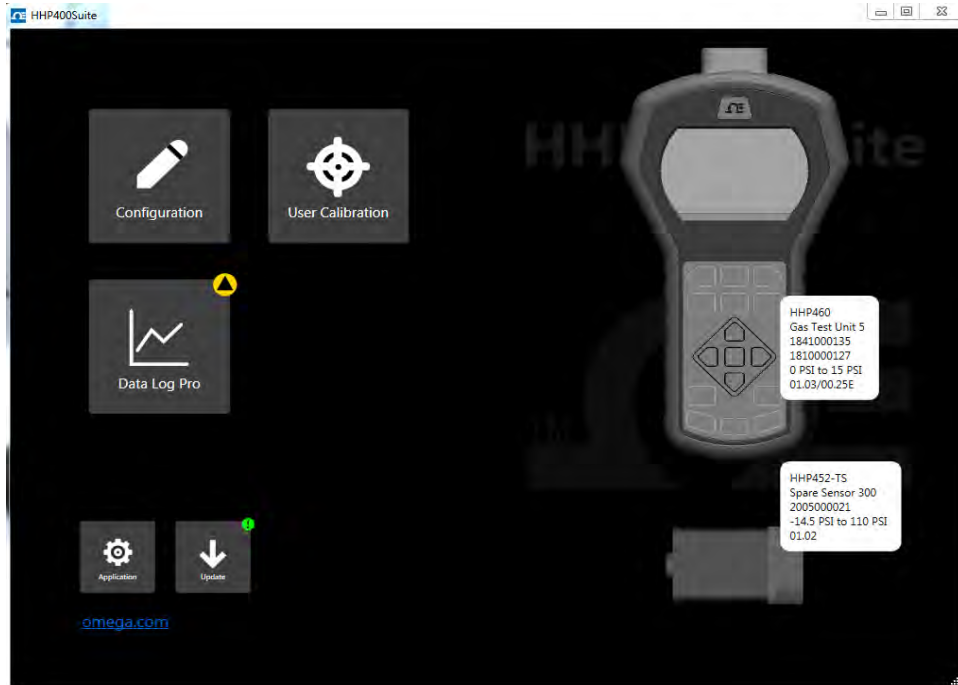 HHP400Suite
Configuration
User Calibration
Data Log Pro
HHP460
Gas Test Unit 5
1841000135
1810000127
0 PSI to 15 PSI
01.03/00.25E
HHP452-TS
Spare Sensor 300
2005000021
-14.5 PSI to 110 PSI
01.02
Application
Update
omega.com